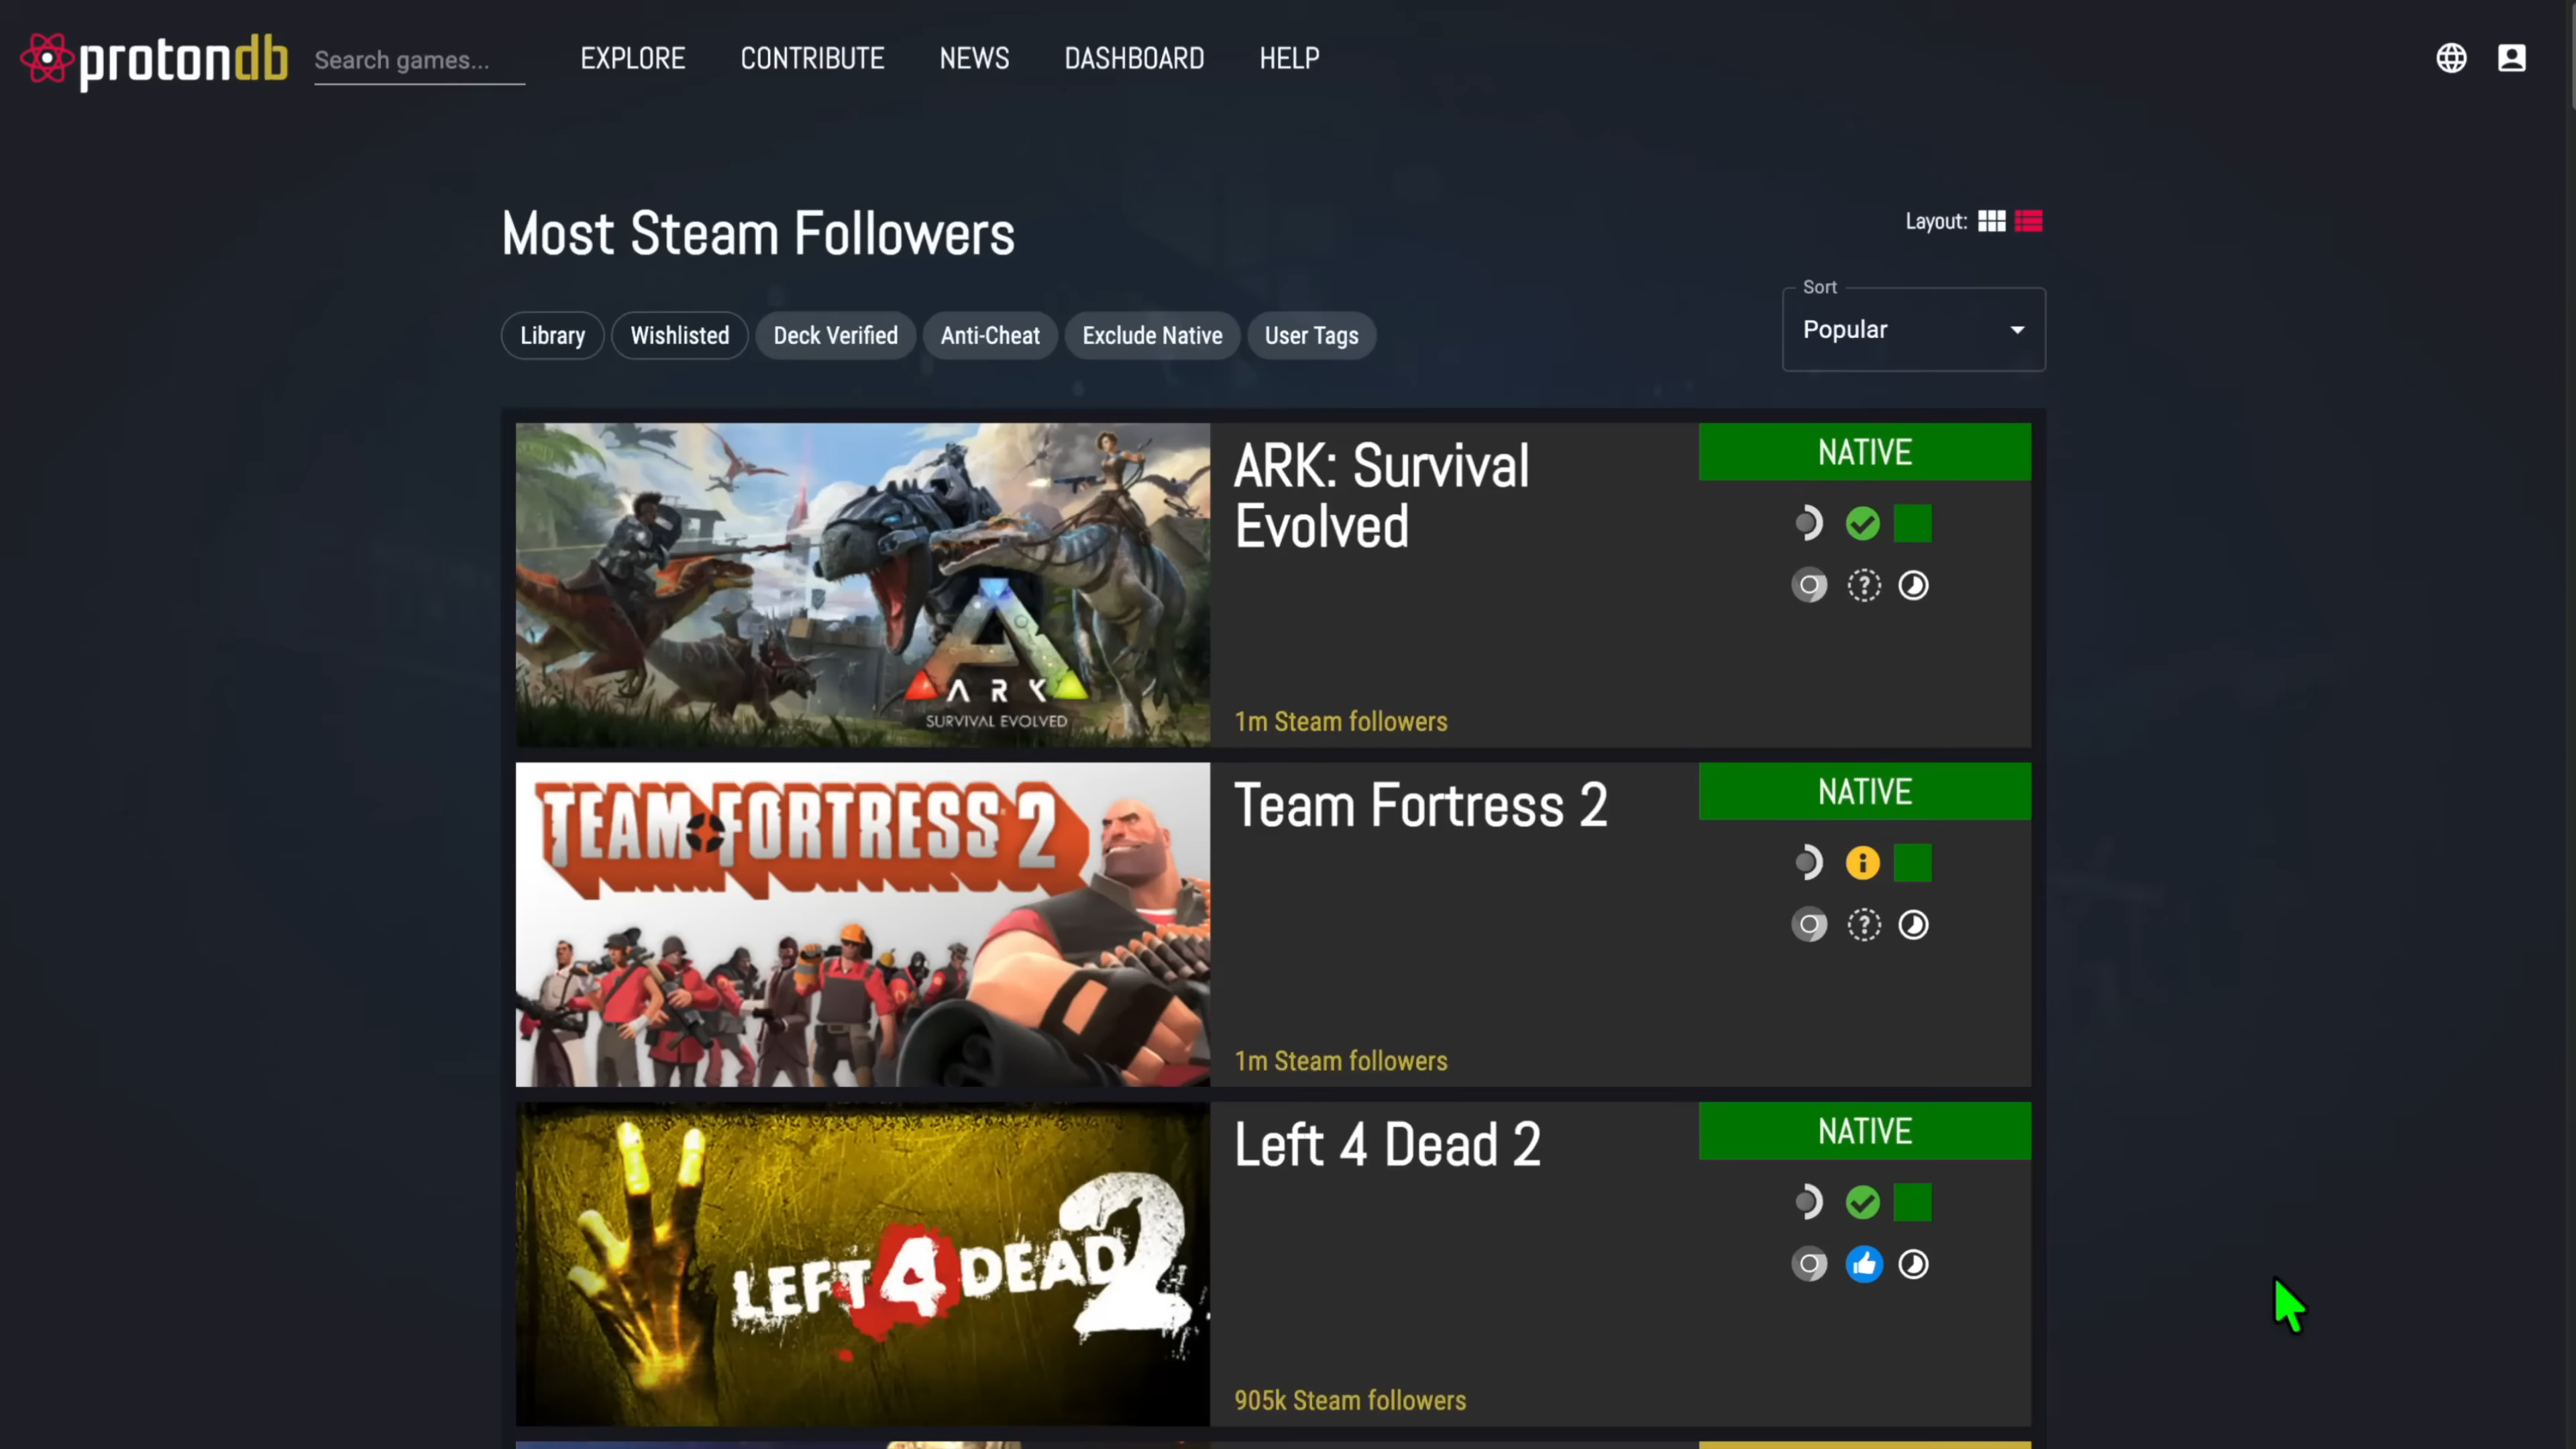 protondb
Search games...
EXPLORE
CONTRIBUTE
NEWS
DASHBOARD
HELP
Most Steam Followers
Layout:
Library
Wishlisted
Deck Verified
Anti-Cheat
Exclude Native
User Tags
Sort
Popular
ARK
SURVIVAL EVOLVED
ARK: Survival
Evolved
1m Steam followers
NATIVE
TEAM FORTRESS 2
Team Fortress 2
1m Steam followers
NATIVE
LEFT 4 DEAD 2
Left 4 Dead 2
905k Steam followers
NATIVE